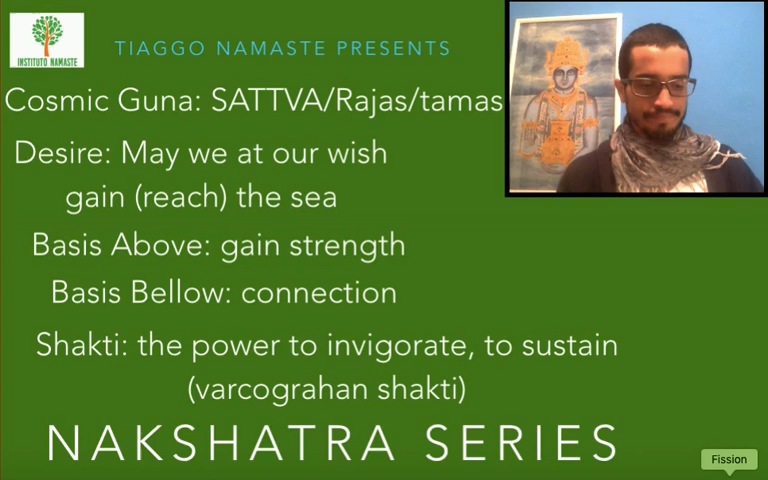 INSTITUTO NAMASTE
TIAGGO NAMASTE PRESENTS
Cosmic Guna: SATTVA/Rajas/tamas
Desire: May we at our wish
gain (reach) the sea
Basis Above: gain strength
Basis Bellow: connection
Shakti: the power to invigorate, to sustain
(varcograhan shakti)
NAKSHATRA SERIES
Fission